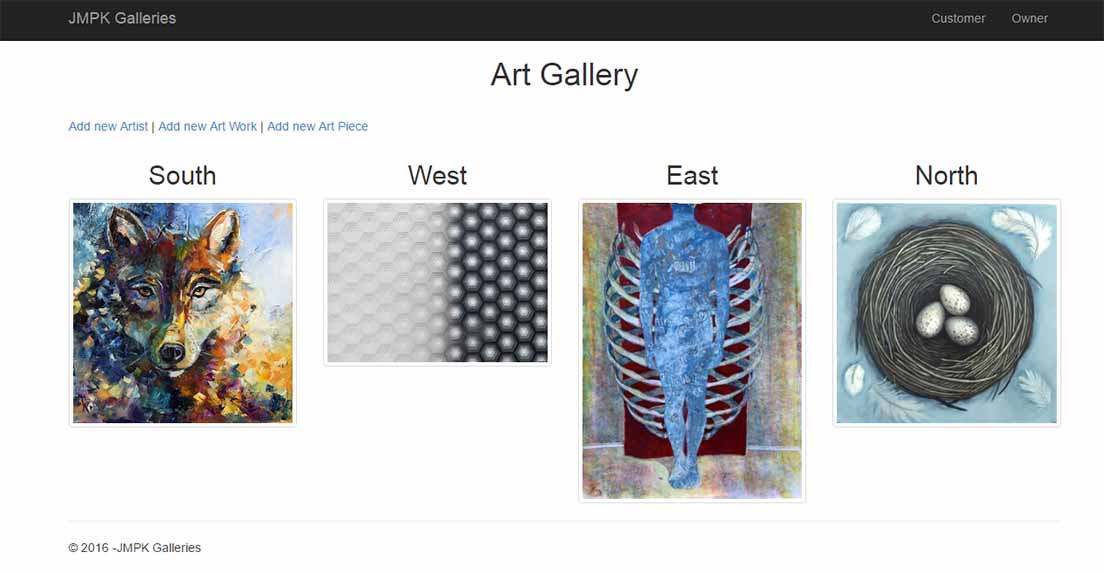 JMPK Galleries Customer Owner
Art Gallery
Add new Artist | Add new Art Work | Add new Art Piece
South West East North
© 2016 -JMPK Galleries